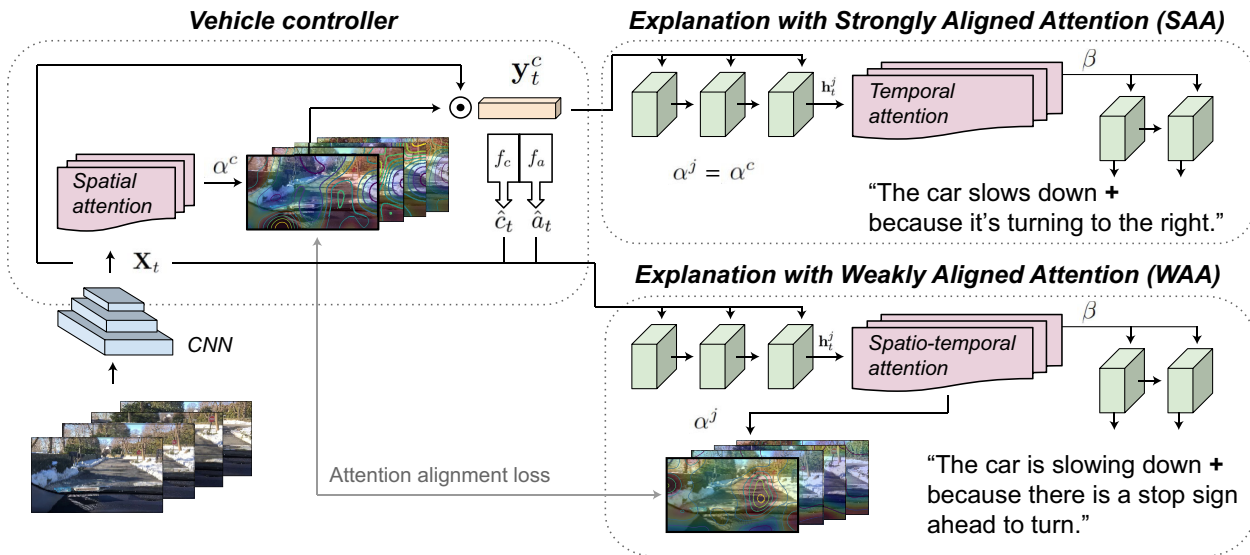 Vehicle controller
Explanation with Strongly Aligned Attention (SAA)
y_t^c
h_t^j
Temporal
attention
β
f_c
f_a
α^c
Spatial
attention
α^j = α^c
ĉ_t
â_t
“The car slows down +
because it’s turning to the right.”
X_t
CNN
Explanation with Weakly Aligned Attention (WAA)
h_t^j
Spatio-temporal
attention
β
α^j
Attention alignment loss
“The car is slowing down +
because there is a stop sign
ahead to turn.”